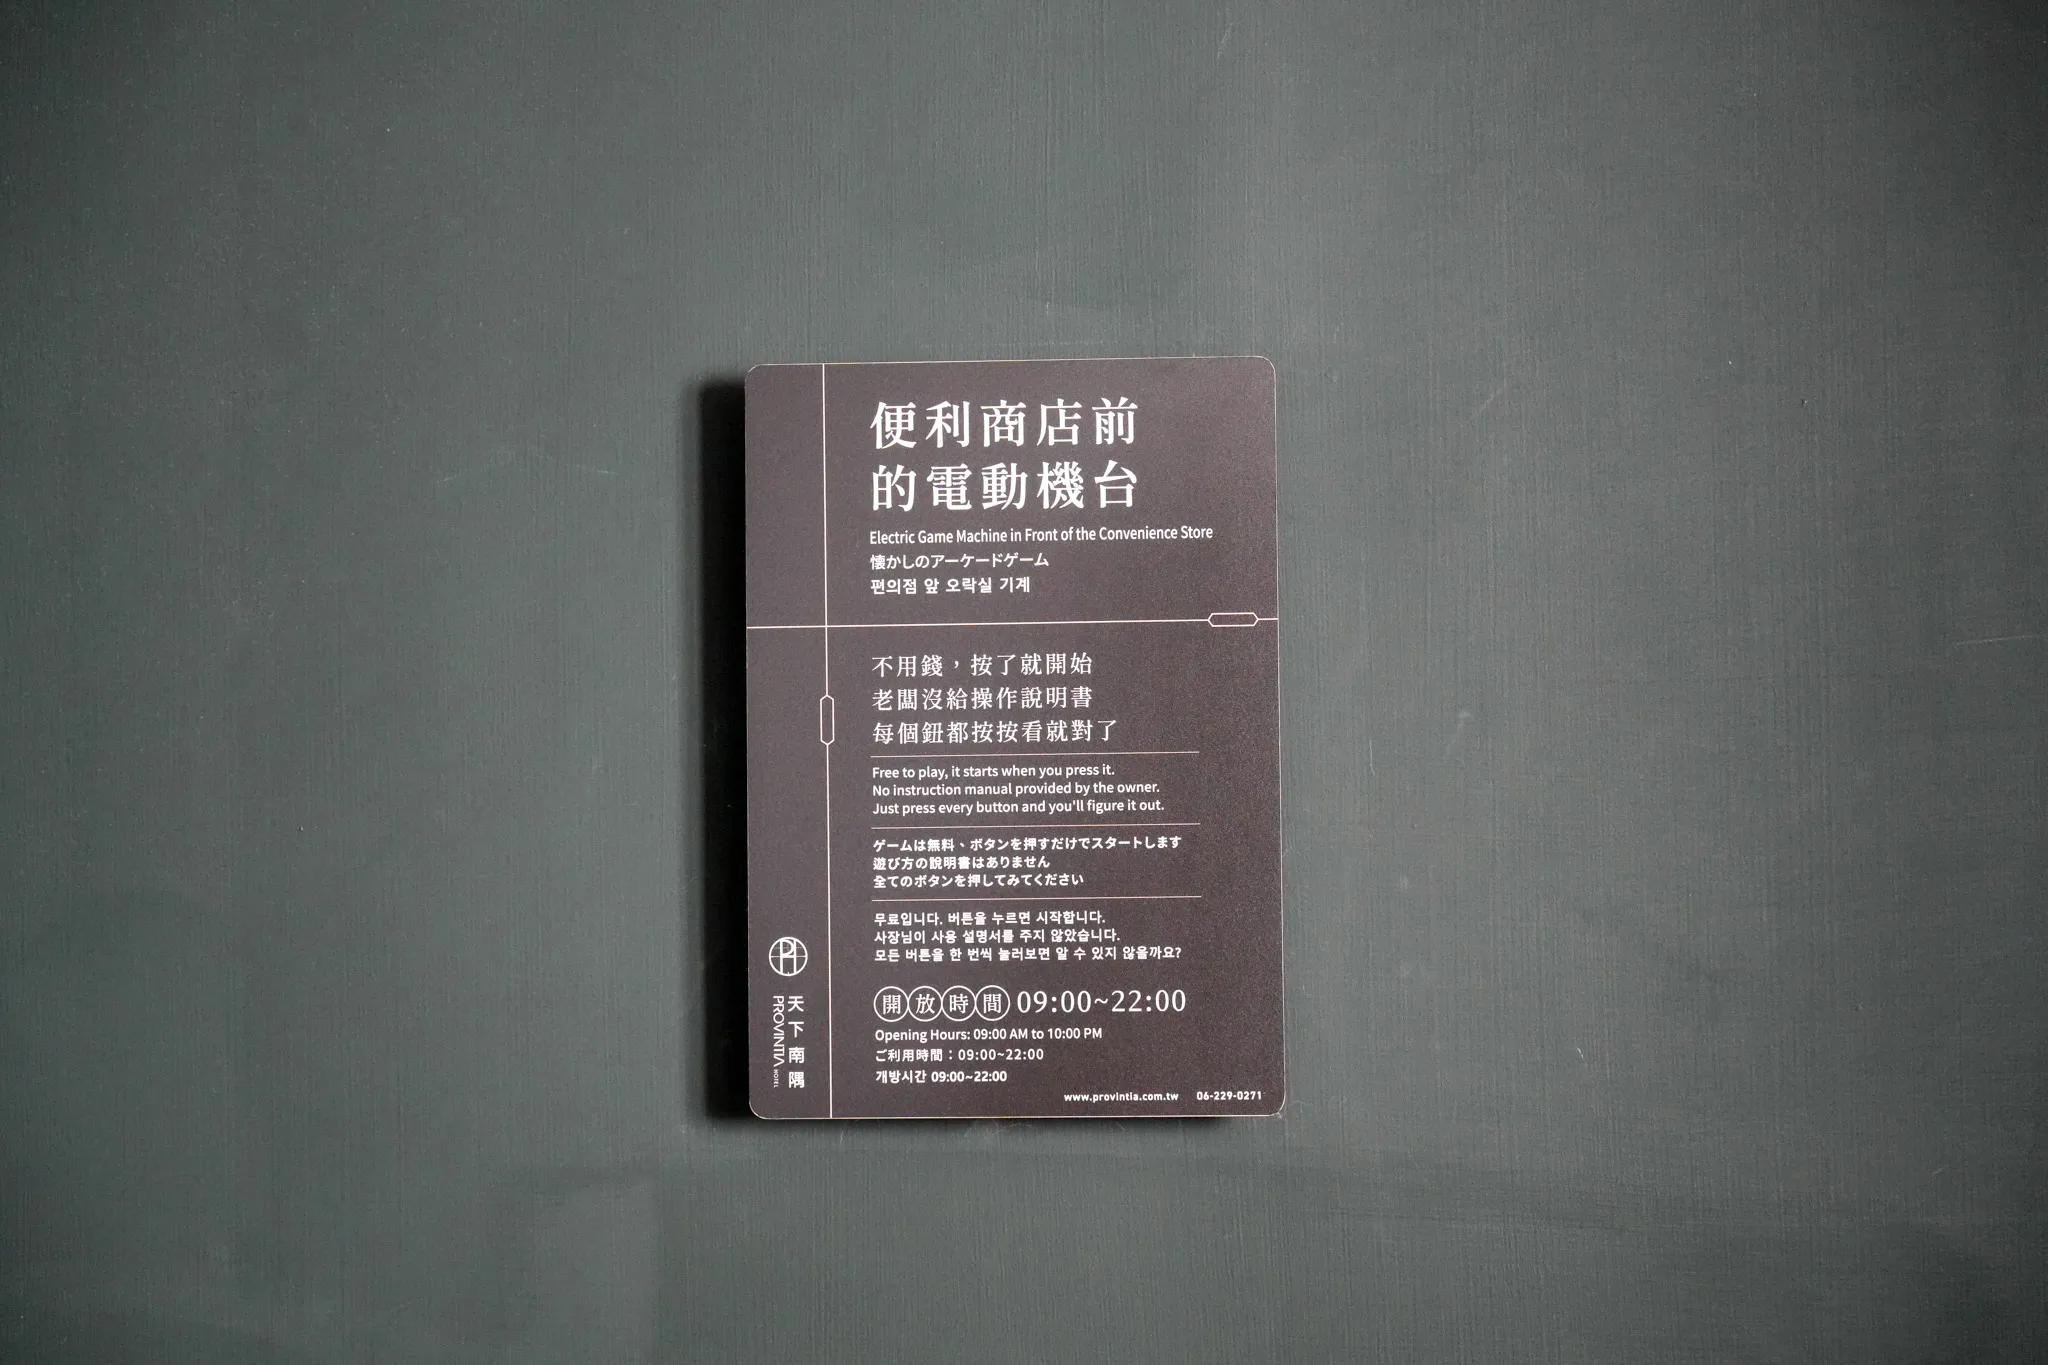 便利商店前
的電動機台
Electric Game Machine in Front of the Convenience Store
懐かしのアーケードゲーム
편의점 앞 오락실 기계
不用錢，按了就開始
老闆沒給操作說明書
每個鈕都按按看就對了
Free to play, it starts when you press it.
No instruction manual provided by the owner.
Just press every button and you'll figure it out.
ゲームは無料、ボタンを押すだけでスタートします
遊び方の說明書はありません
全てのボタンを押してみてください
무료입니다. 버튼을 누르면 시작합니다.
사장님이 사용 설명서를 주지 않았습니다.
모든 버튼을 한 번씩 눌러보면 알 수 있지 않을까요?
開放時間 09:00~22:00
Opening Hours: 09:00 AM to 10:00 PM
ご利用時間：09:00~22:00
개방시간 09:00~22:00
www.provintia.com.tw 06-229-0271
天下南隅
PROVINTIA HOTEL